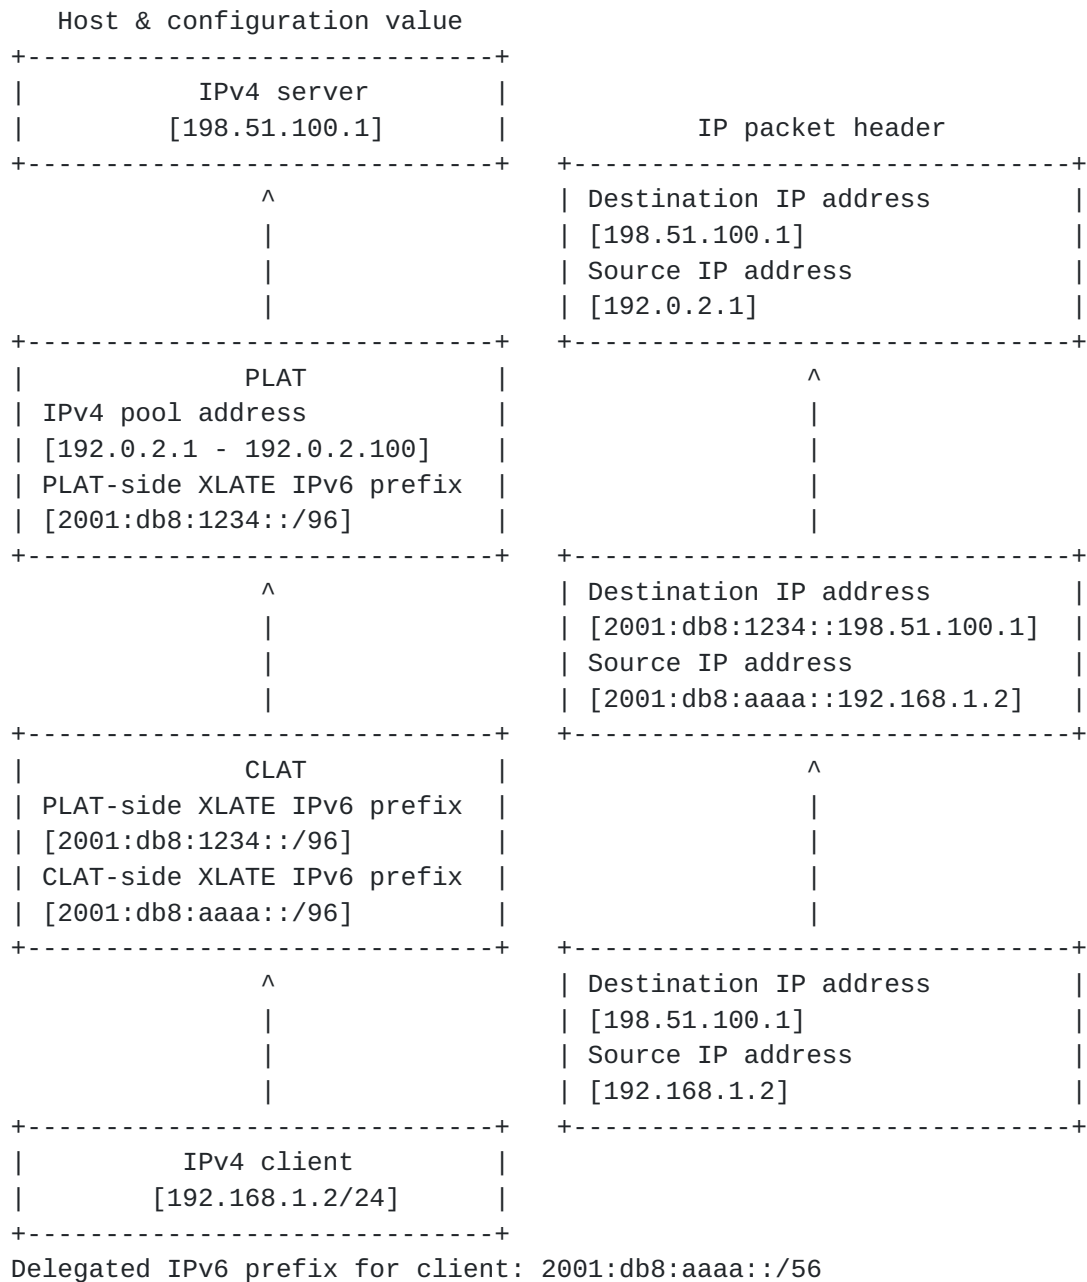 Host & configuration value
+------------------------------+
|           IPv4 server        |
|         [198.51.100.1]       |            IP packet header
+------------------------------+   +--------------------------------+
                ^                  | Destination IP address         |
                |                  | [198.51.100.1]                 |
                |                  | Source IP address              |
                |                  | [192.0.2.1]                    |
+------------------------------+   +--------------------------------+
|              PLAT            |                   ^
| IPv4 pool address            |                   |
| [192.0.2.1 - 192.0.2.100]    |                   |
| PLAT-side XLATE IPv6 prefix  |                   |
| [2001:db8:1234::/96]         |                   |
+------------------------------+   +--------------------------------+
                ^                  | Destination IP address         |
                |                  | [2001:db8:1234::198.51.100.1]  |
                |                  | Source IP address              |
                |                  | [2001:db8:aaaa::192.168.1.2]   |
+------------------------------+   +--------------------------------+
|              CLAT            |                   ^
| PLAT-side XLATE IPv6 prefix  |                   |
| [2001:db8:1234::/96]         |                   |
| CLAT-side XLATE IPv6 prefix  |                   |
| [2001:db8:aaaa::/96]         |                   |
+------------------------------+   +--------------------------------+
                ^                  | Destination IP address         |
                |                  | [198.51.100.1]                 |
                |                  | Source IP address              |
                |                  | [192.168.1.2]                  |
+------------------------------+   +--------------------------------+
|          IPv4 client         |
|        [192.168.1.2/24]      |
+------------------------------+
Delegated IPv6 prefix for client: 2001:db8:aaaa::/56